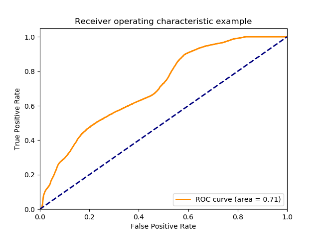 Receiver operating characteristic example
1.0
0.8
0.6
0.4
0.2
0.0
True Positive Rate
ROC curve (area = 0.71)
0.0 0.2 0.4 0.6 0.8 1.0
False Positive Rate